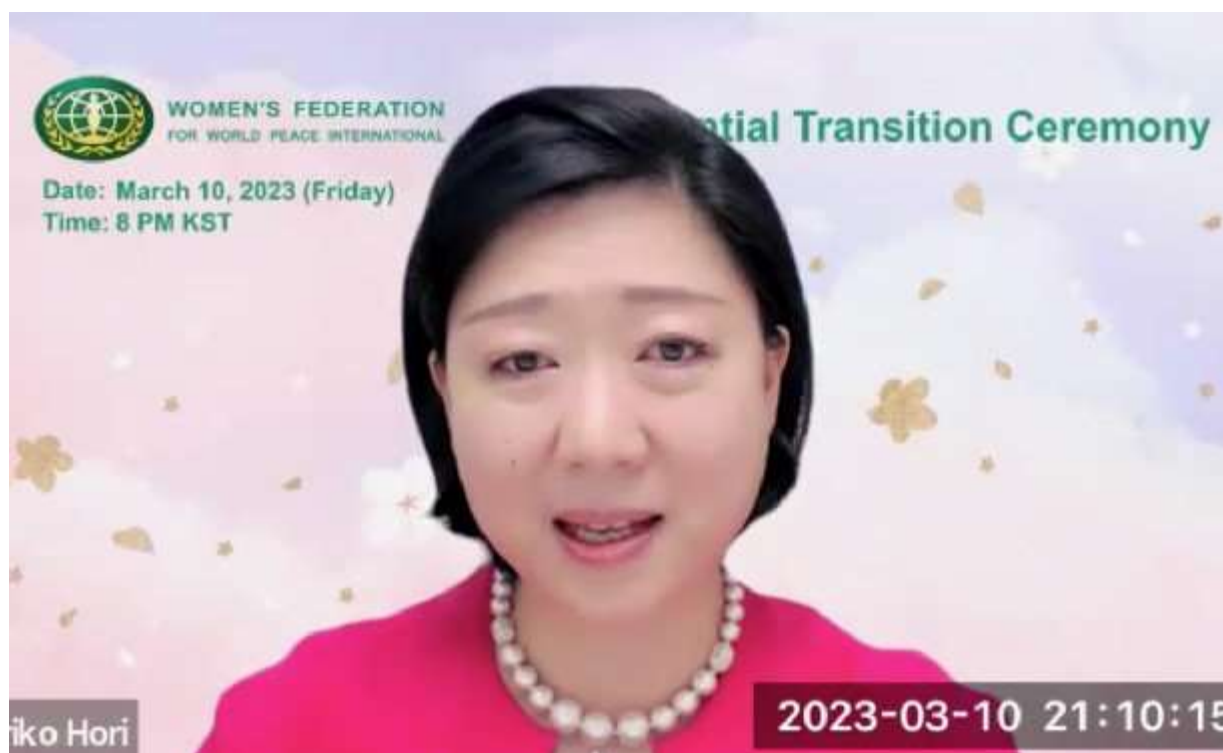 WOMEN'S FEDERATION
FOR WORLD PEACE INTERNATIONAL
ntial Transition Ceremony
Date: March 10, 2023 (Friday)
Time: 8 PM KST
iko Hori
2023-03-10 21:10:15